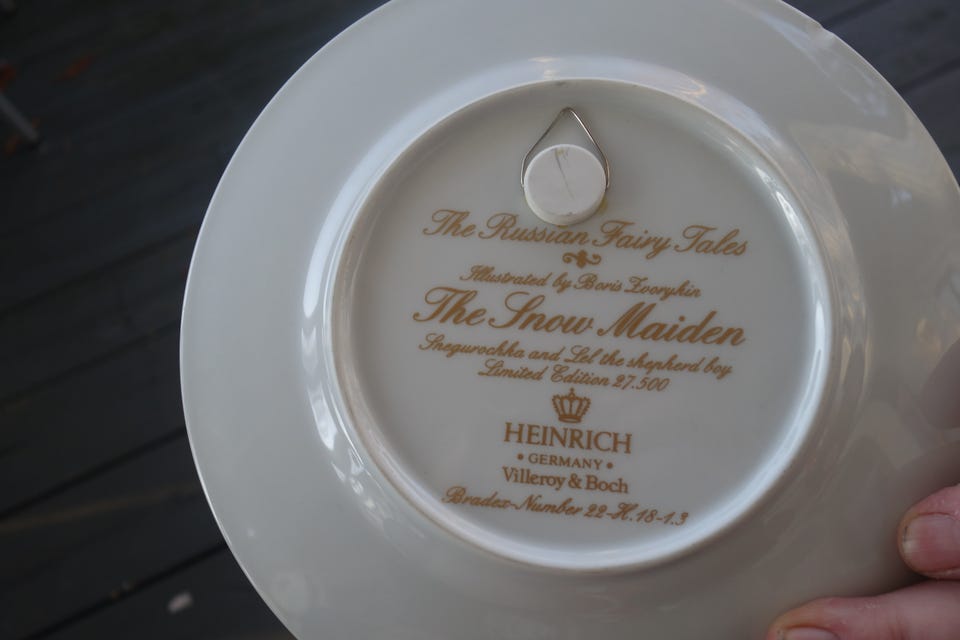 The Russian Fairy Tales
Illustrated by Boris Zvorykin
The Snow Maiden
Snegurochka and Lel the shepherd boy
Limited Edition 27.500
HEINRICH
• GERMANY •
Villeroy & Boch
Bradex-Number 22-H.18-1.3